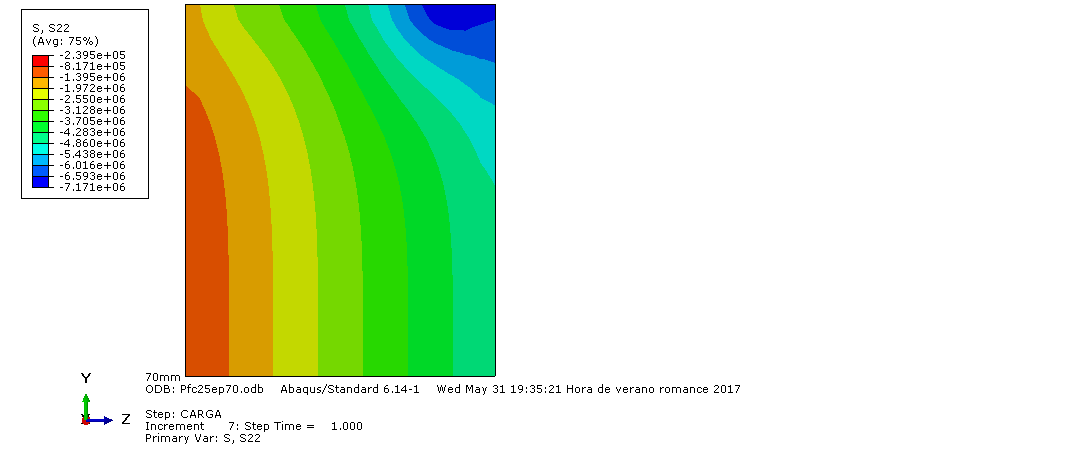 S, S22
(Avg: 75%)
-2.395e+05
-8.171e+05
-1.395e+06
-1.972e+06
-2.550e+06
-3.128e+06
-3.705e+06
-4.283e+06
-4.860e+06
-5.438e+06
-6.016e+06
-6.593e+06
-7.171e+06
Y
Z
70mm
ODB: Pfc25ep70.odb Abaqus/Standard 6.14-1 Wed May 31 19:35:21 Hora de verano romance 2017
Step: CARGA
Increment 7: Step Time = 1.000
Primary Var: S, S22